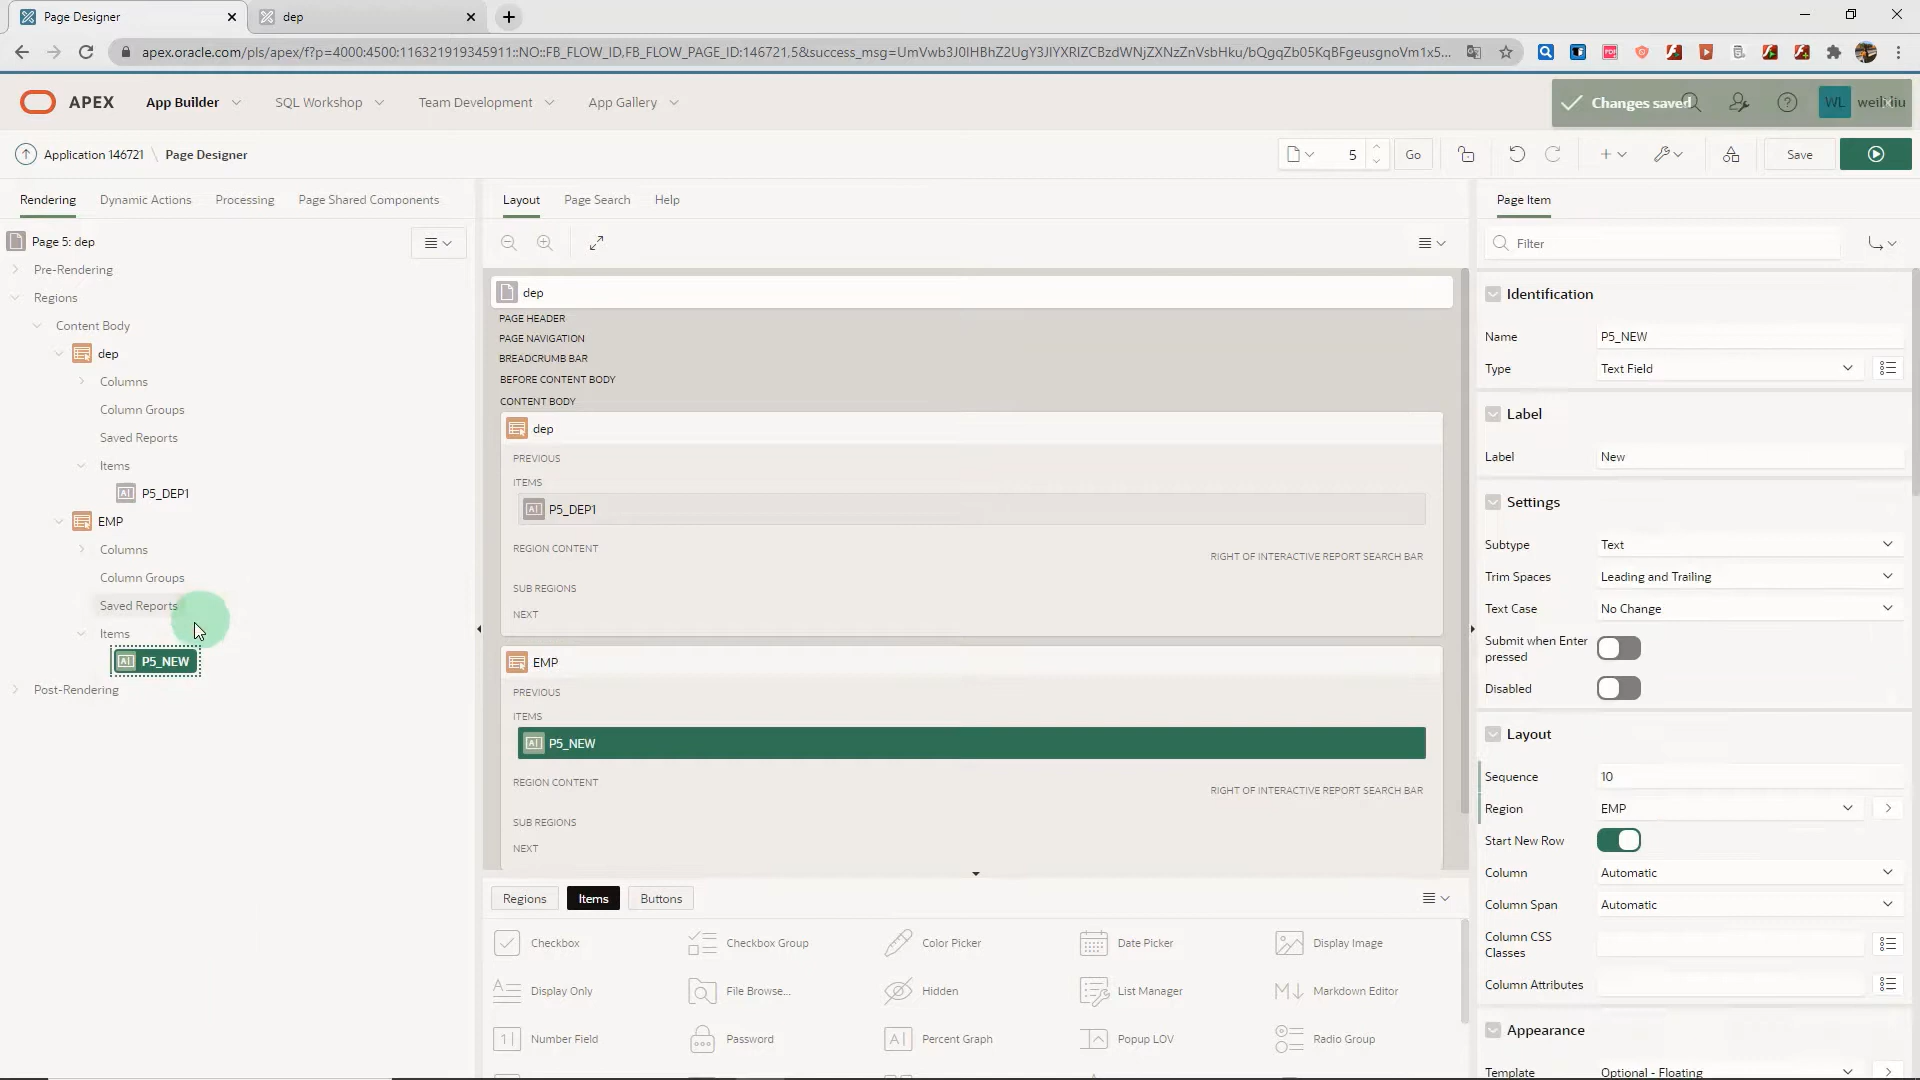 Page Designer
dep
apex.oracle.com/pls/apex/f?p=4000:4500:116321919345911::NO::FB_FLOW_ID,FB_FLOW_PAGE_ID:146721,5&success_msg=UmVwb3J0IHBhZ2UgY3JlYXRlZCBzdWNjZXNzZnVsbHku/bQgqZb05KqBFgeusgnoVm1x5...
APEX
App Builder
SQL Workshop
Team Development
App Gallery
Changes saved
WL
Application 146721 \ Page Designer
5
Go
Save
Rendering
Dynamic Actions
Processing
Page Shared Components
Page 5: dep
Pre-Rendering
Regions
Content Body
dep
Columns
Column Groups
Saved Reports
Items
P5_DEP1
EMP
Columns
Column Groups
Saved Reports
Items
P5_NEW
Post-Rendering
Layout
Page Search
Help
dep
PAGE HEADER
PAGE NAVIGATION
BREADCRUMB BAR
BEFORE CONTENT BODY
CONTENT BODY
dep
PREVIOUS
ITEMS
P5_DEP1
REGION CONTENT
RIGHT OF INTERACTIVE REPORT SEARCH BAR
SUB REGIONS
NEXT
EMP
PREVIOUS
ITEMS
P5_NEW
REGION CONTENT
RIGHT OF INTERACTIVE REPORT SEARCH BAR
SUB REGIONS
NEXT
Regions
Items
Buttons
Checkbox
Checkbox Group
Color Picker
Date Picker
Display Image
Display Only
File Browse...
Hidden
List Manager
Markdown Editor
Number Field
Password
Percent Graph
Popup LOV
Radio Group
Page Item
Filter
Identification
Name P5_NEW
Type Text Field
Label
Label New
Settings
Subtype Text
Trim Spaces Leading and Trailing
Text Case No Change
Submit when Enter
pressed
Disabled
Layout
Sequence 10
Region EMP
Start New Row
Column Automatic
Column Span Automatic
Column CSS
Classes
Column Attributes
Appearance
Template Optional - Floating